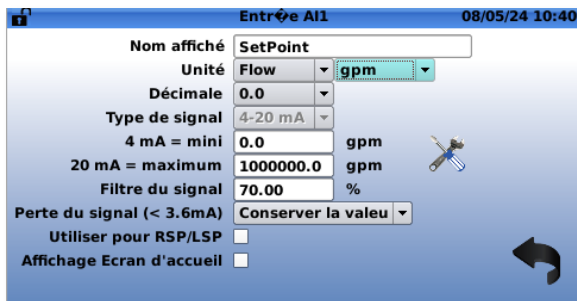 Entr�e AI1 08/05/24 10:40
Nom affiché SetPoint
Unité Flow gpm
Décimale 0.0
Type de signal 4-20 mA
4 mA = mini 0.0 gpm
20 mA = maximum 1000000.0 gpm
Filtre du signal 70.00 %
Perte du signal (< 3.6mA) Conserver la valeu
Utiliser pour RSP/LSP
Affichage Ecran d'accueil